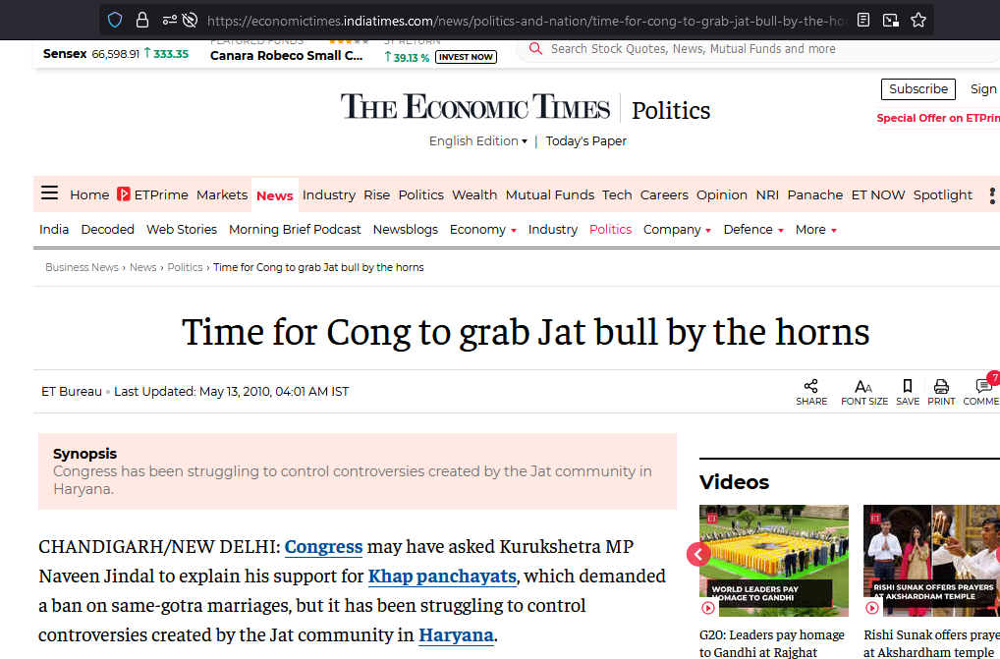 https://economictimes.indiatimes.com/news/politics-and-nation/time-for-cong-to-grab-jat-bull-by-the-hor
Sensex 66,598.91 ↑ 333.35
FEATURED FUNDS ★★★★★ 5Y RETURN
Canara Robeco Small C... ↑ 39.13 % INVEST NOW
Search Stock Quotes, News, Mutual Funds and more
THE ECONOMIC TIMES | Politics
Subscribe Sign
Special Offer on ETPrim
English Edition ▾ | Today's Paper
Home ETPrime Markets News Industry Rise Politics Wealth Mutual Funds Tech Careers Opinion NRI Panache ET NOW Spotlight
India Decoded Web Stories Morning Brief Podcast Newsblogs Economy ▾ Industry Politics Company ▾ Defence ▾ More ▾
Business News › News › Politics › Time for Cong to grab Jat bull by the horns
Time for Cong to grab Jat bull by the horns
ET Bureau • Last Updated: May 13, 2010, 04:01 AM IST
7
SHARE FONT SIZE SAVE PRINT COMME
Synopsis
Congress has been struggling to control controversies created by the Jat community in
Haryana.
CHANDIGARH/NEW DELHI: Congress may have asked Kurukshetra MP
Naveen Jindal to explain his support for Khap panchayats, which demanded
a ban on same-gotra marriages, but it has been struggling to control
controversies created by the Jat community in Haryana.
Videos
ET
WORLD LEADERS PAY
HOMAGE TO GANDHI
G20: Leaders pay homage
to Gandhi at Rajghat
ET
RISHI SUNAK OFFERS PRAYERS
AT AKSHARDHAM TEMPLE
Rishi Sunak offers praye
at Akshardham temple